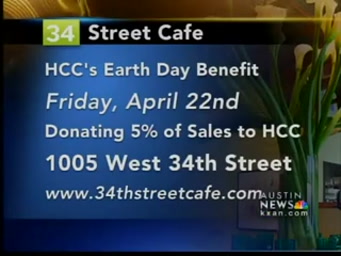 34 Street Cafe
HCC's Earth Day Benefit
Friday, April 22nd
Donating 5% of Sales to HCC
1005 West 34th Street
www.34thstreetcafe.com
AUSTIN
NEWS
kxan.com